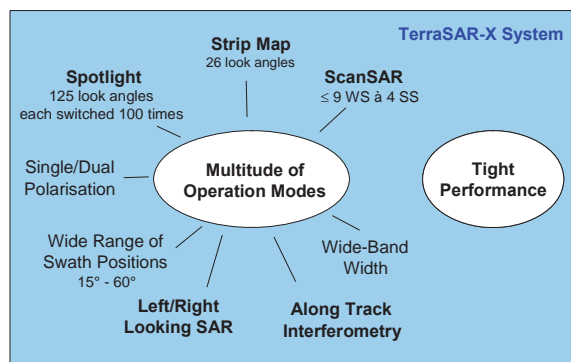 TerraSAR-X System
Strip Map
26 look angles
Spotlight
125 look angles
each switched 100 times
ScanSAR
≤ 9 WS à 4 SS
Single/Dual
Polarisation
Multitude of
Operation Modes
Tight
Performance
Wide Range of
Swath Positions
15° - 60°
Wide-Band
Width
Left/Right
Looking SAR
Along Track
Interferometry